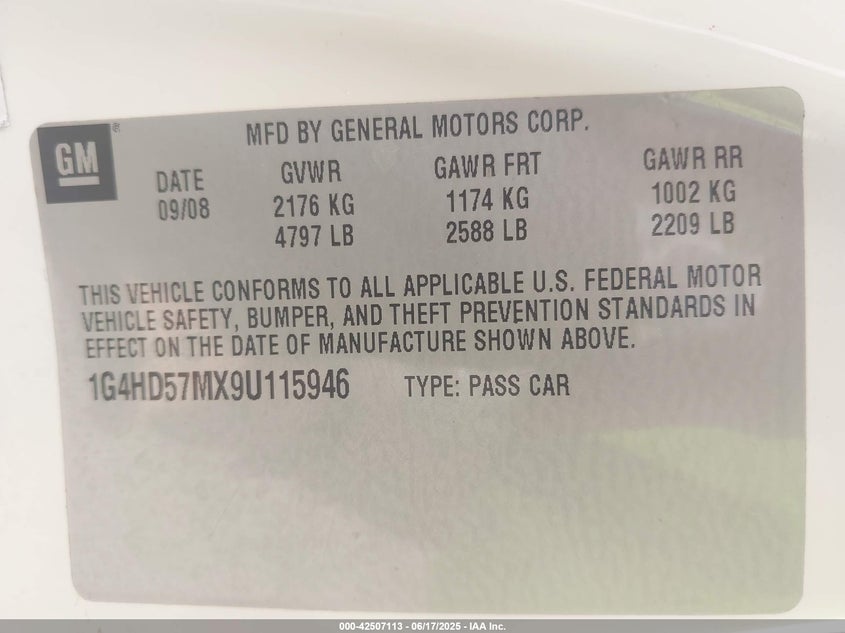 GM
MFD BY GENERAL MOTORS CORP.
DATE GVWR GAWR FRT GAWR RR
09/08 2176 KG 1174 KG 1002 KG
4797 LB 2588 LB 2209 LB
THIS VEHICLE CONFORMS TO ALL APPLICABLE U.S. FEDERAL MOTOR
VEHICLE SAFETY, BUMPER, AND THEFT PREVENTION STANDARDS IN
EFFECT ON THE DATE OF MANUFACTURE SHOWN ABOVE.
1G4HD57MX9U115946 TYPE: PASS CAR
000-42507113 - 06/17/2025 - IAA Inc.